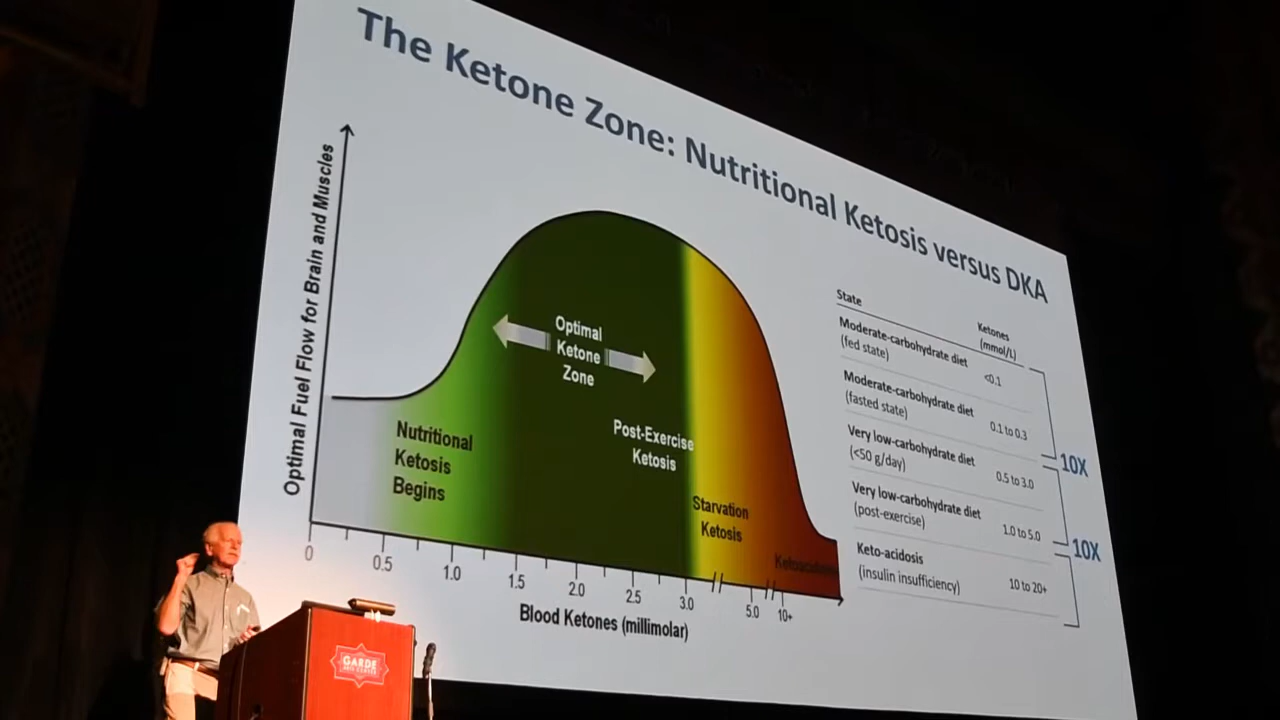 The Ketone Zone: Nutritional Ketosis versus DKA
Optimal Fuel Flow for Brain and Muscles
Optimal
Ketone
Zone
Nutritional
Ketosis
Begins
Post-Exercise
Ketosis
Starvation
Ketosis
Ketoacidosis
0
0.5
1.0
1.5
2.0
2.5
3.0
5.0
10+
Blood Ketones (millimolar)
State
Ketones
(mmol/L)
Moderate-carbohydrate diet
(fed state)
<0.1
Moderate-carbohydrate diet
(fasted state)
0.1 to 0.3
Very low-carbohydrate diet
(<50 g/day)
0.5 to 3.0
Very low-carbohydrate diet
(post-exercise)
1.0 to 5.0
Keto-acidosis
(insulin insufficiency)
10 to 20+
10X
10X
GARDE
ARTS CENTER